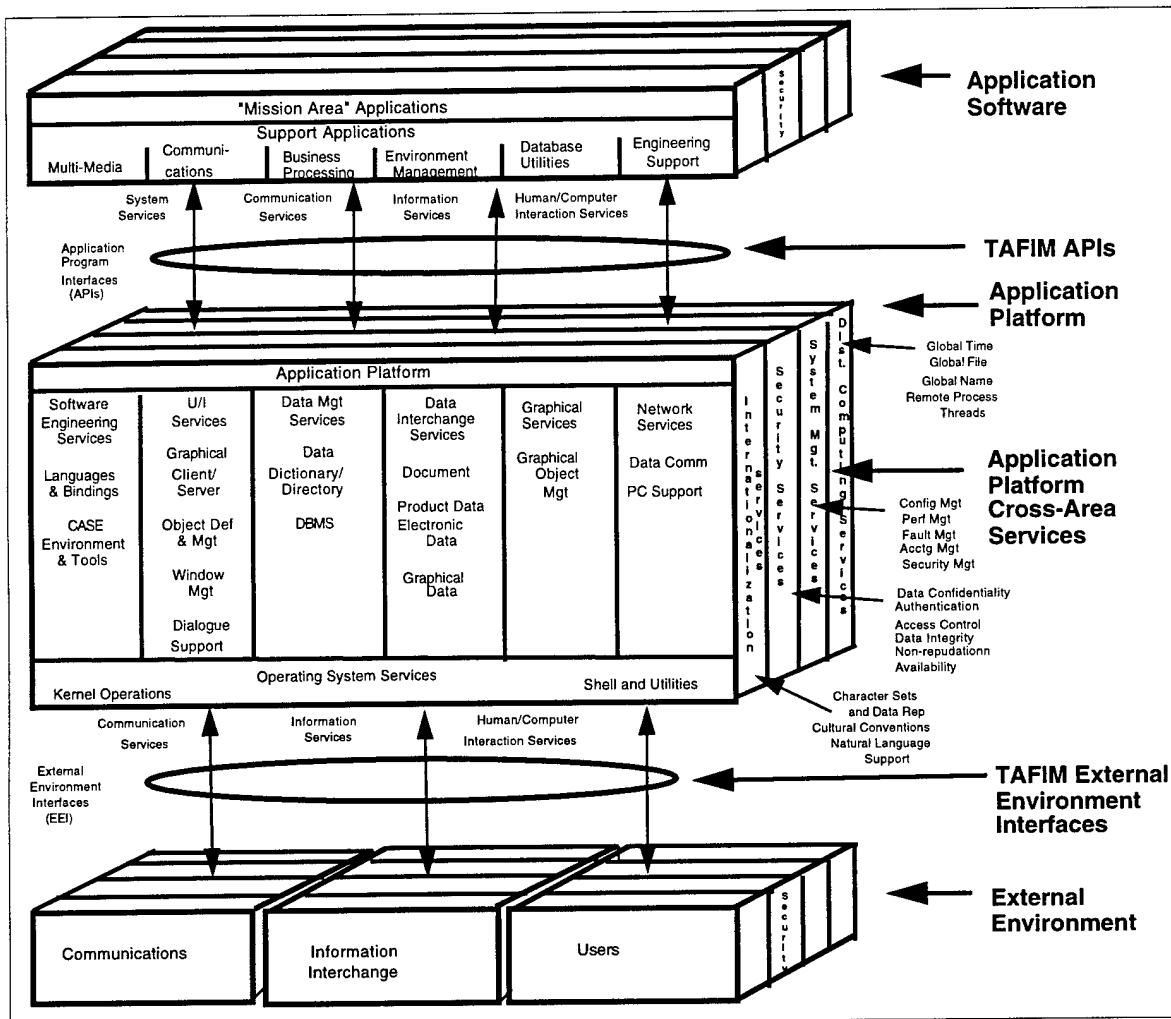 "Mission Area" Applications
Support Applications
Multi-Media
Communi-
cations
Business
Processing
Environment
Management
Database
Utilities
Engineering
Support
Security
Application
Software
System
Services
Communication
Services
Information
Services
Human/Computer
Interaction Services
Application
Program
Interfaces
(APIs)
TAFIM APIs
Application
Platform
Application Platform
Software
Engineering
Services
Languages
& Bindings
CASE
Environment
& Tools
U/I
Services
Graphical
Client/
Server
Object Def
& Mgt
Window
Mgt
Dialogue
Support
Data Mgt
Services
Data
Dictionary/
Directory
DBMS
Data
Interchange
Services
Document
Product Data
Electronic
Data
Graphical
Data
Graphical
Services
Graphical
Object
Mgt
Network
Services
Data Comm
PC Support
Internationalization
services
Security Services
System Mgt. Services
Dist. Computing Services
Global Time
Global File
Global Name
Remote Process
Threads
Application
Platform
Cross-Area
Services
Config Mgt
Perf Mgt
Fault Mgt
Acctg Mgt
Security Mgt
Data Confidentiality
Authentication
Access Control
Data Integrity
Non-repudationn
Availability
Character Sets
and Data Rep
Cultural Conventions
Natural Language
Support
Operating System Services
Kernel Operations
Shell and Utilities
Communication
Services
Information
Services
Human/Computer
Interaction Services
External
Environment
Interfaces
(EEI)
TAFIM External
Environment
Interfaces
Communications
Information
Interchange
Users
Security
External
Environment